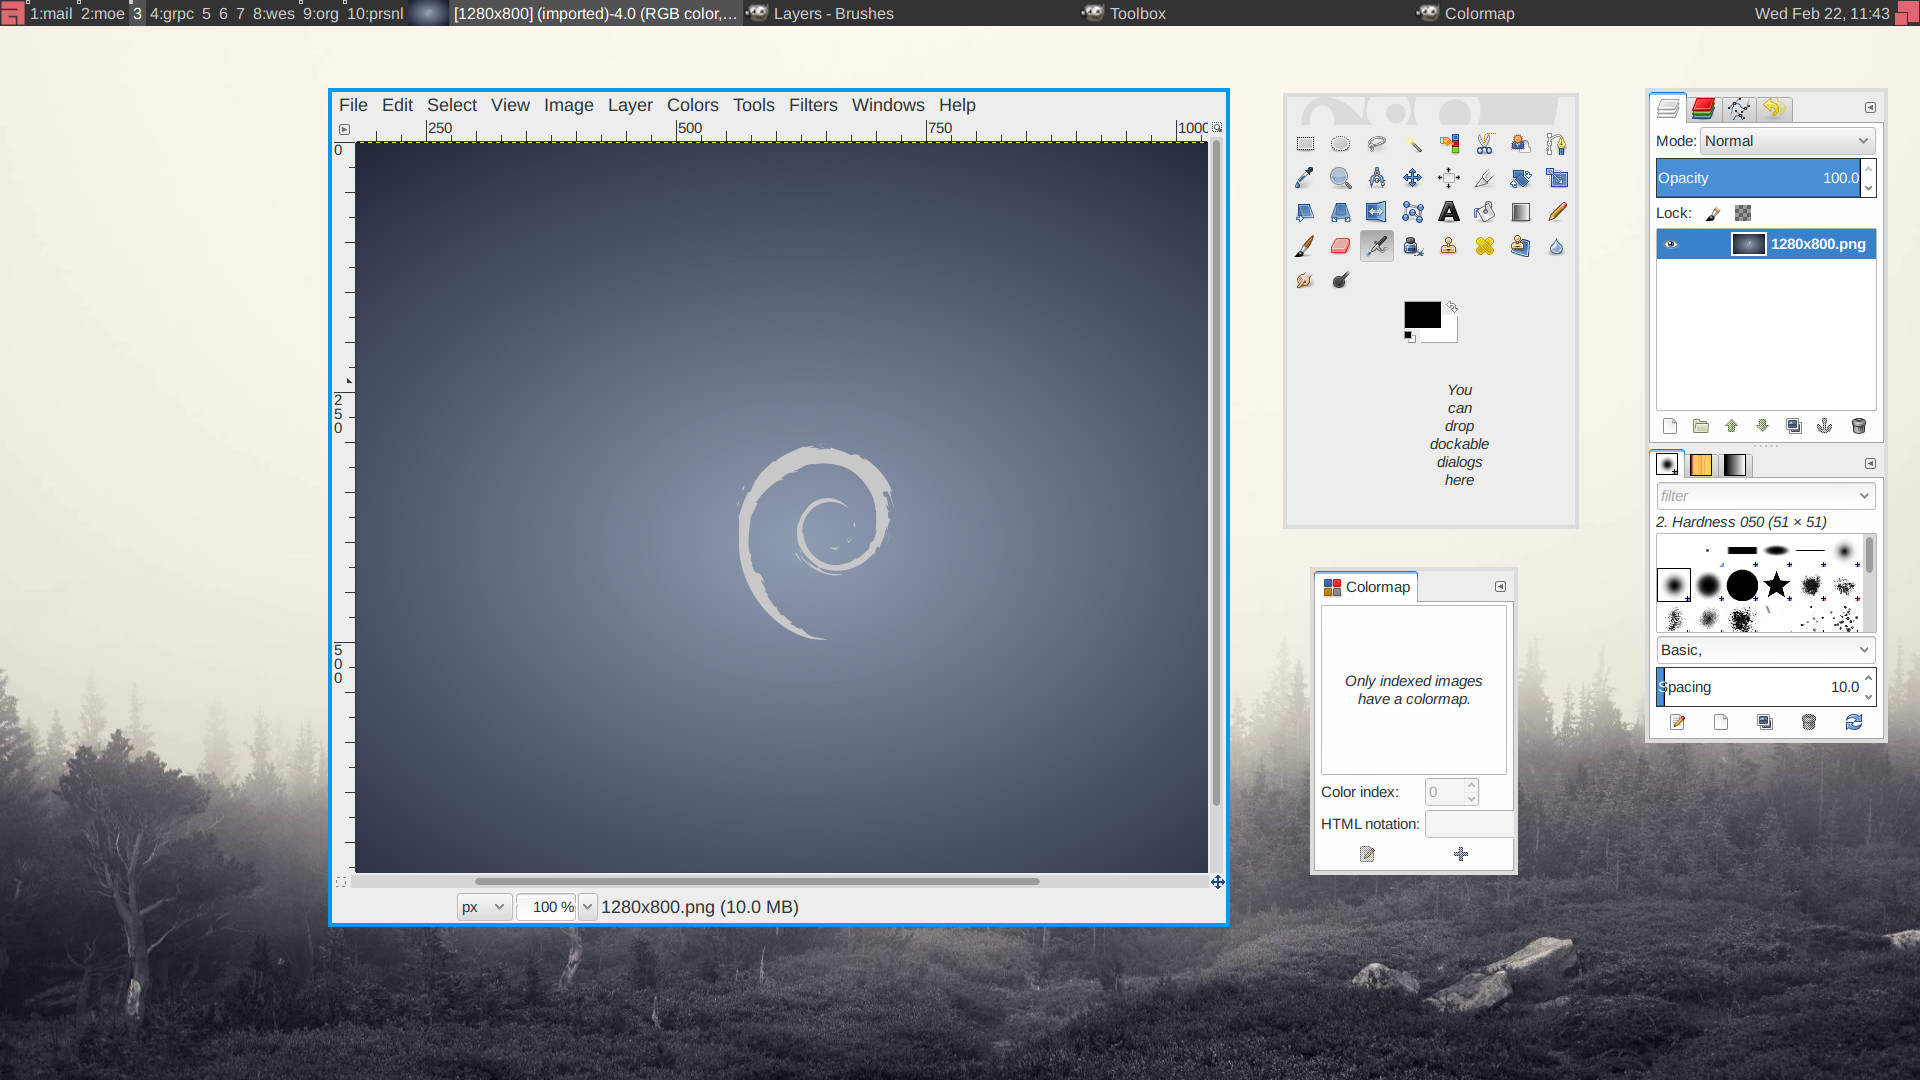 1:mail 2:moe 3 4:grpc 5 6 7 8:wes 9:org 10:prsnl [1280x800] (imported)-4.0 (RGB color,... Layers - Brushes Toolbox Colormap Wed Feb 22, 11:43
File Edit Select View Image Layer Colors Tools Filters Windows Help
250 500 750 1000
0
250
500
px 100 % 1280x800.png (10.0 MB)
You
can
drop
dockable
dialogs
here
Colormap
Only indexed images
have a colormap.
Color index: 0
HTML notation:
Mode: Normal
Opacity 100.0
Lock:
1280x800.png
filter
2. Hardness 050 (51 × 51)
Basic,
Spacing 10.0